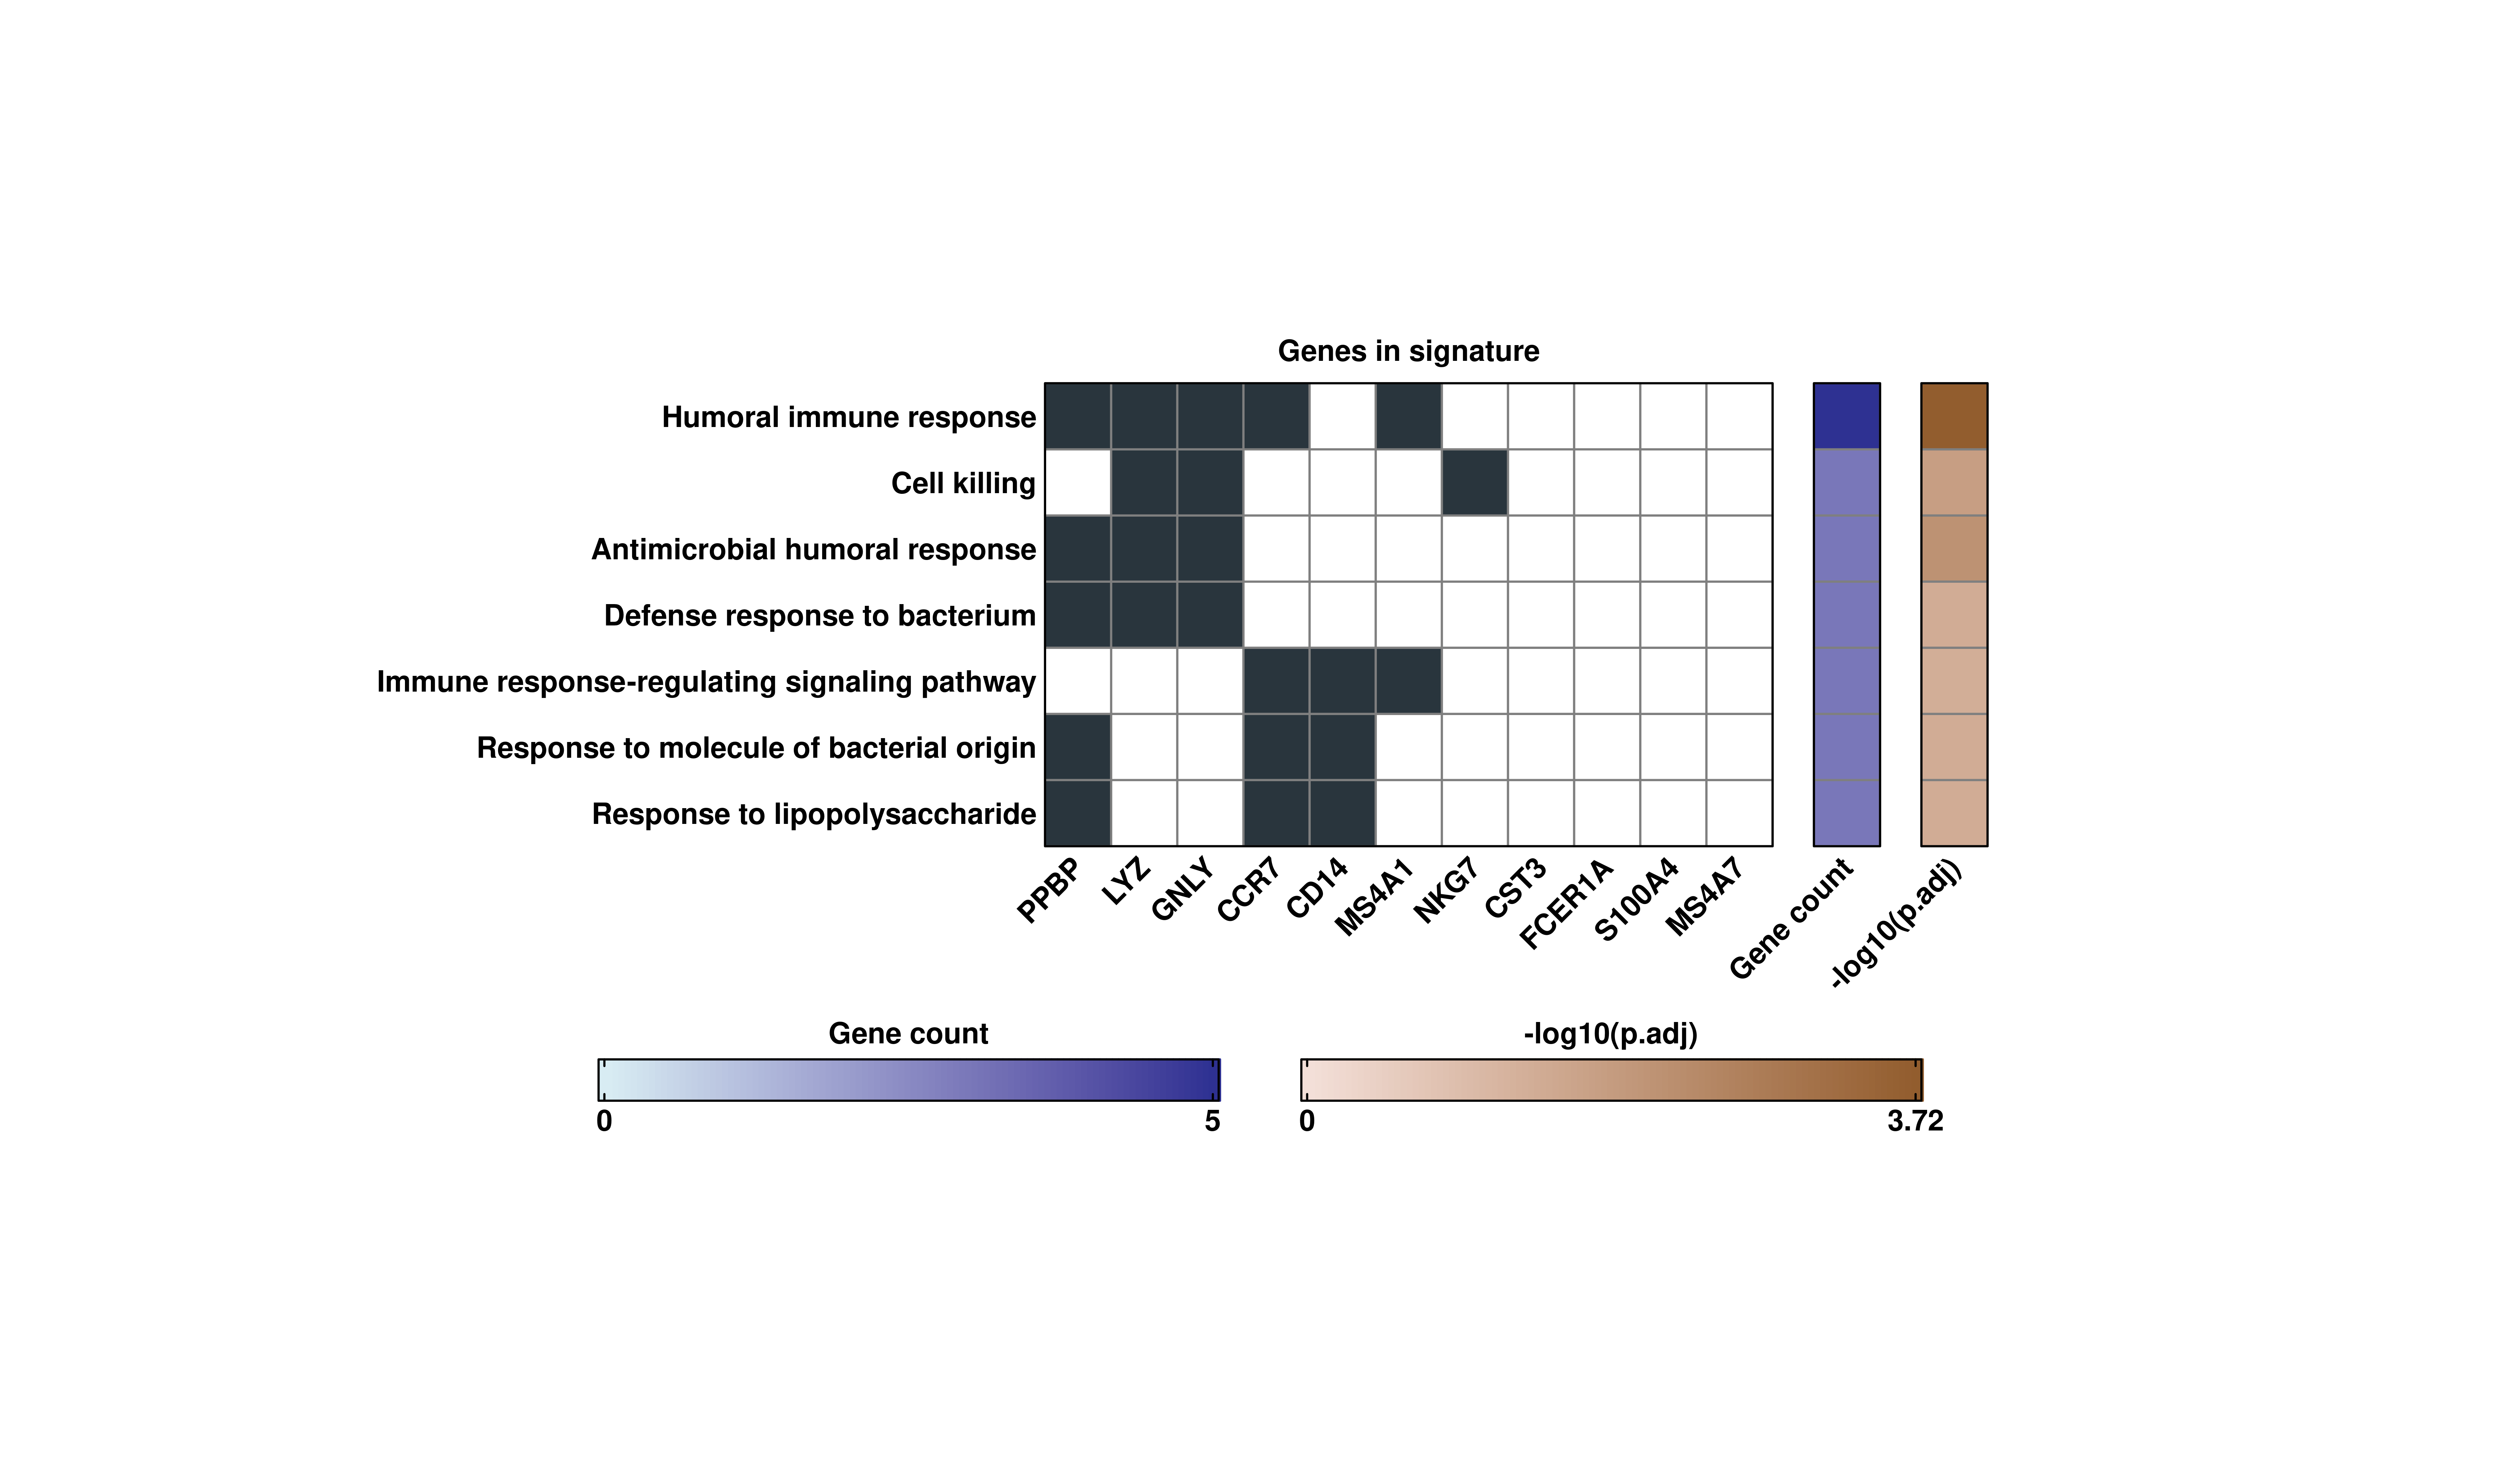 Genes in signature
Humoral immune response
Cell killing
Antimicrobial humoral response
Defense response to bacterium
Immune response-regulating signaling pathway
Response to molecule of bacterial origin
Response to lipopolysaccharide
PPBP
LYZ
GNLY
CCR7
CD14
MS4A1
NKG7
CST3
FCER1A
S100A4
MS4A7
Gene count
-log10(p.adj)
Gene count
0
5
-log10(p.adj)
0
3.72